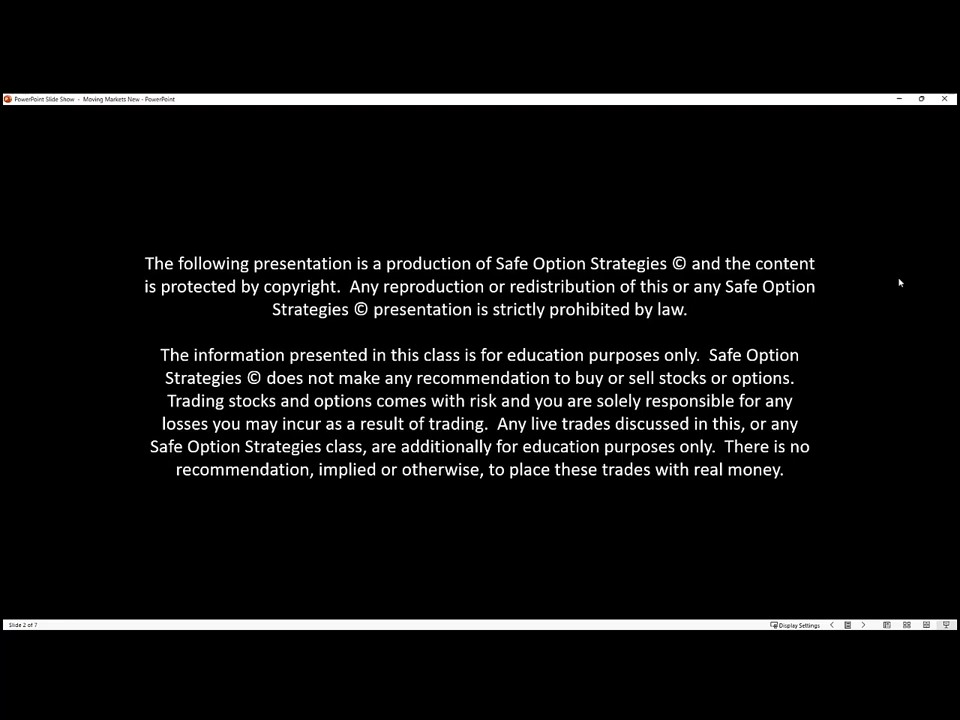 PowerPoint Slide Show - Moving Markets New - PowerPoint
The following presentation is a production of Safe Option Strategies © and the content
is protected by copyright. Any reproduction or redistribution of this or any Safe Option
Strategies © presentation is strictly prohibited by law.
The information presented in this class is for education purposes only. Safe Option
Strategies © does not make any recommendation to buy or sell stocks or options.
Trading stocks and options comes with risk and you are solely responsible for any
losses you may incur as a result of trading. Any live trades discussed in this, or any
Safe Option Strategies class, are additionally for education purposes only. There is no
recommendation, implied or otherwise, to place these trades with real money.
Slide 2 of 7
Display Settings